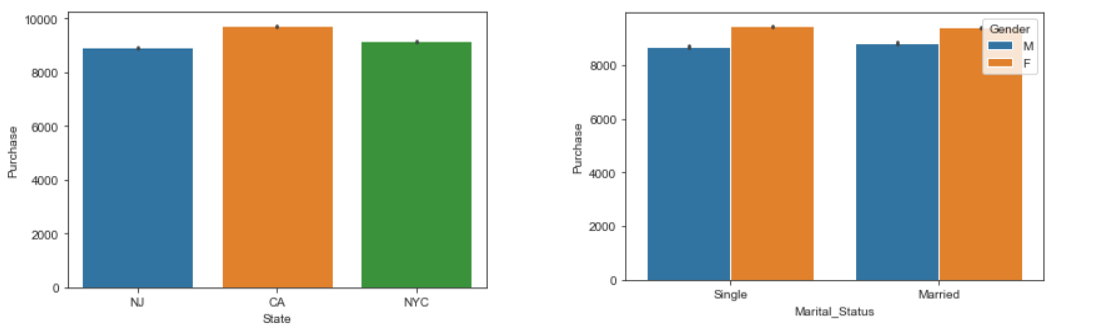 10000
8000
6000
4000
2000
0
Purchase
NJ CA NYC
State
8000
6000
4000
2000
0
Purchase
Gender
M
F
Single Married
Marital_Status